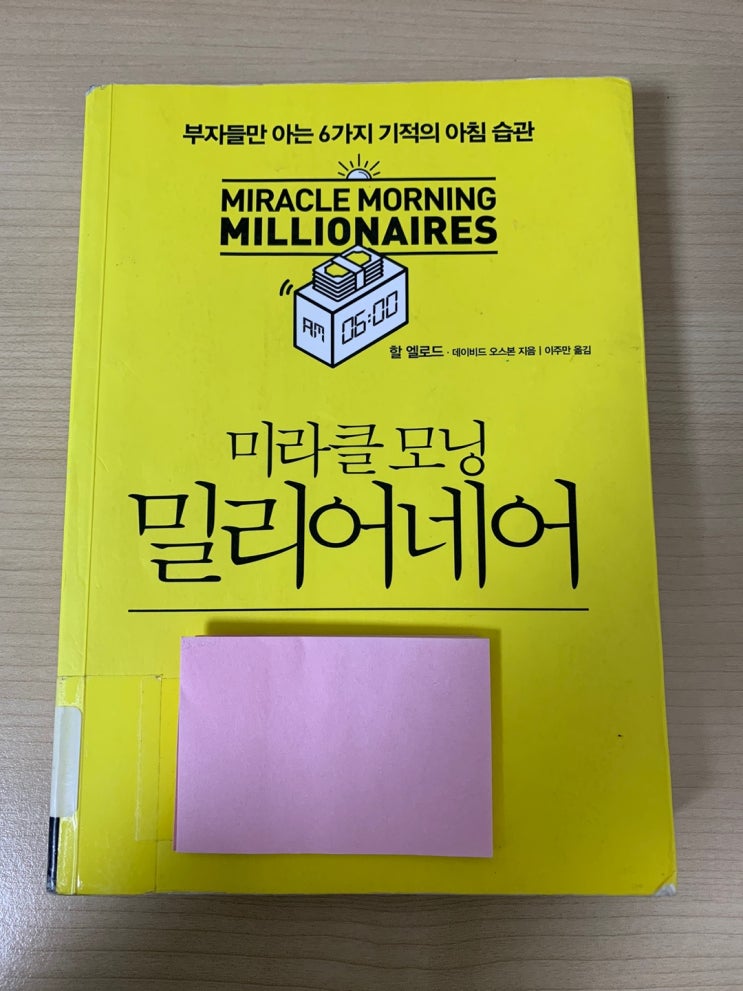 부자들만 아는 6가지 기적의 아침 습관
MIRACLE MORNING
MILLIONAIRES
AM 06:00
할 엘로드 · 데이비드 오스본 지음 | 이주만 옮김
미라클 모닝
밀리어네어